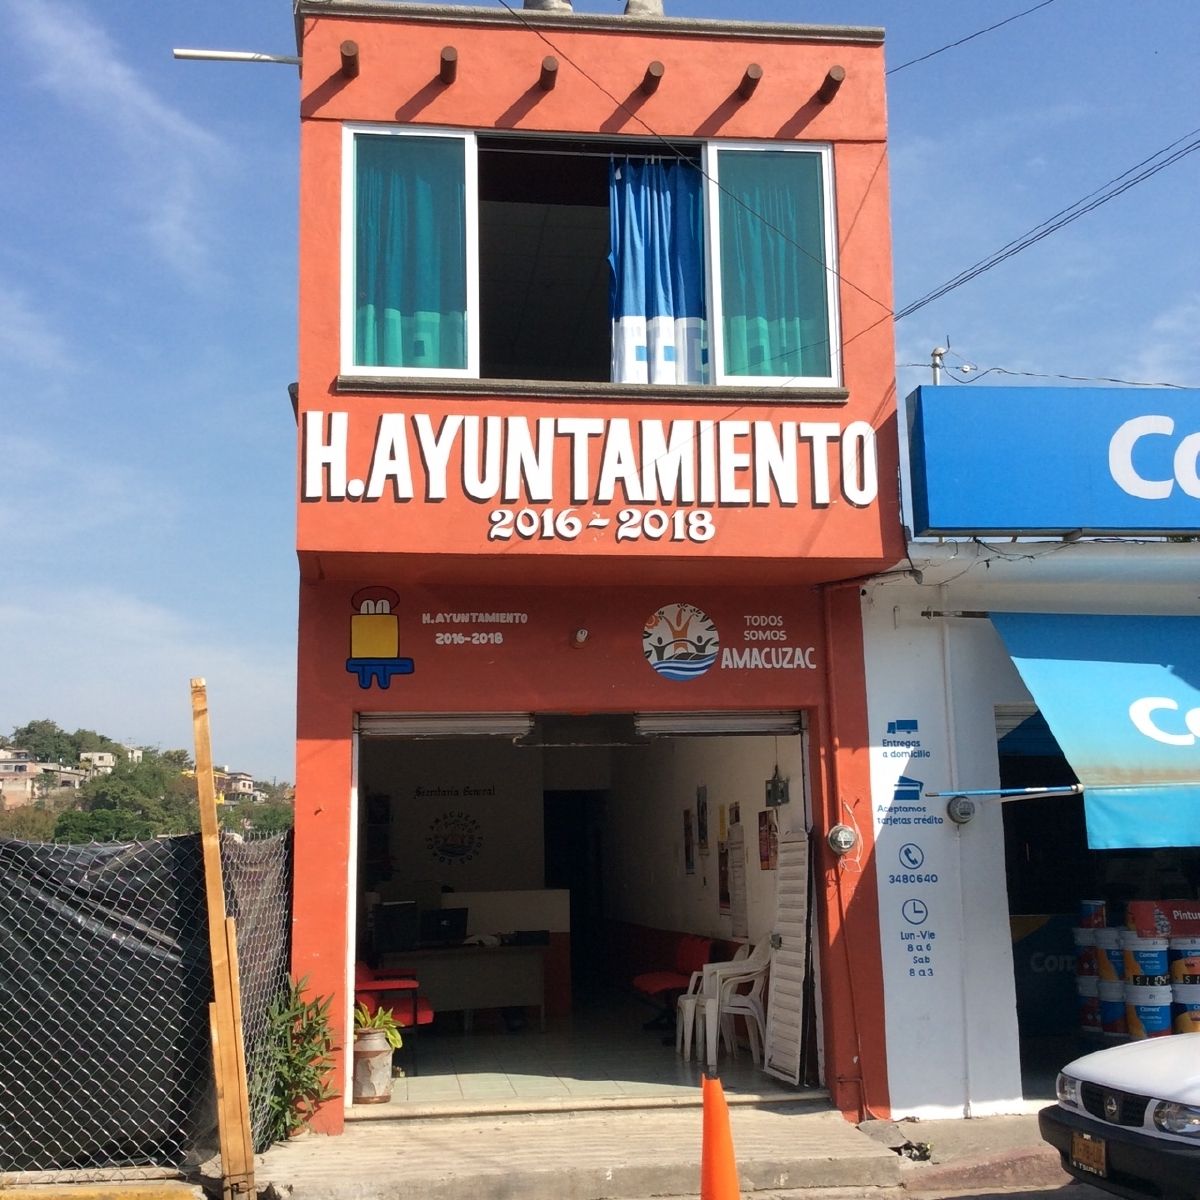 H. AYUNTAMIENTO
2016-2018
H. AYUNTAMIENTO
2016-2018
TODOS
SOMOS
AMACUZAC
Secretaría General
Entregas
a domicilio
Aceptamos
tarjetas crédito
3480640
Lun-Vie
8 a 6
Sab
8 a 3
Comex